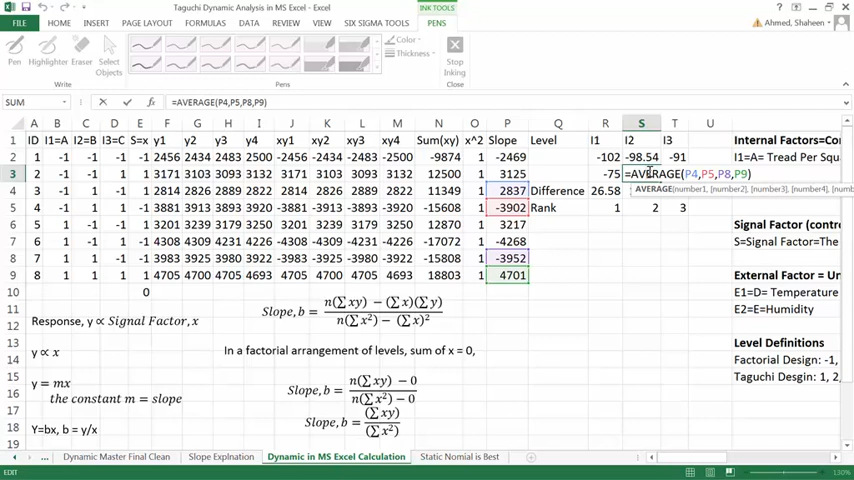 Taguchi Dynamic Analysis in MS Excel - Excel
INK TOOLS
FILE HOME INSERT PAGE LAYOUT FORMULAS DATA REVIEW VIEW SIX SIGMA TOOLS PENS
Ahmed, Shaheen
Pen Highlighter Eraser Select Objects
Color
Thickness
Stop Inking
Write Pens Close
SUM =AVERAGE(P4,P5,P8,P9)
A B C D E F G H I J K L M N O P Q R S T U
1 ID I1=A I2=B I3=C S=x y1 y2 y3 y4 xy1 xy2 xy3 xy4 Sum(xy) x^2 Slope Level I1 I2 I3 Internal Factors=Con
2 1 -1 -1 -1 -1 2456 2434 2483 2500 -2456 -2434 -2483 -2500 -9874 1 -2469 -102 -98.54 -91 I1=A= Tread Per Squa
3 2 -1 -1 1 1 3171 3103 3093 3132 3171 3103 3093 3132 12500 1 3125 -75 =AVERAGE(P4,P5,P8,P9)
AVERAGE(number1, [number2], [number3], [number4], [numbe
4 3 -1 1 -1 1 2814 2826 2889 2820 2814 2826 2889 2820 11349 1 2837 Difference 26.58
5 4 -1 1 1 -1 3881 3913 3893 3920 -3881 -3913 -3893 -3920 -15608 1 -3902 Rank 1 2 3
6 5 1 -1 -1 1 3201 3239 3179 3250 3201 3239 3179 3250 12870 1 3217 Signal Factor (contro
7 6 1 -1 1 -1 4308 4309 4231 4226 -4308 -4309 -4231 -4226 -17072 1 -4268 S=Signal Factor=The
8 7 1 1 -1 -1 3983 3925 3980 3922 -3983 -3925 -3980 -3922 -15808 1 -3952
9 8 1 1 1 1 4705 4700 4705 4693 4705 4700 4705 4693 18803 1 4701 External Factor = Un
10 0 E1=D= Temperature
11 E2=E=Humidity
12
13 Level Definitions
14 Factorial Design: -1,
15 Taguchi Desgin: 1, 2,
16
17
18
19
Response, y ∝ Signal Factor, x
Slope, b = n(∑ xy) − (∑ x)(∑ y) / n(∑ x²) − (∑ x)²
y ∝ x
In a factorial arrangement of levels, sum of x = 0,
y = mx
the constant m = slope
Slope, b = n(∑ xy) − 0 / n(∑ x²) − 0
Slope, b = (∑ xy) / (∑ x²)
Y=bx, b = y/x
... Dynamic Master Final Clean Slope Explnation Dynamic in MS Excel Calculation Static Nomial is Best
EDIT 130%